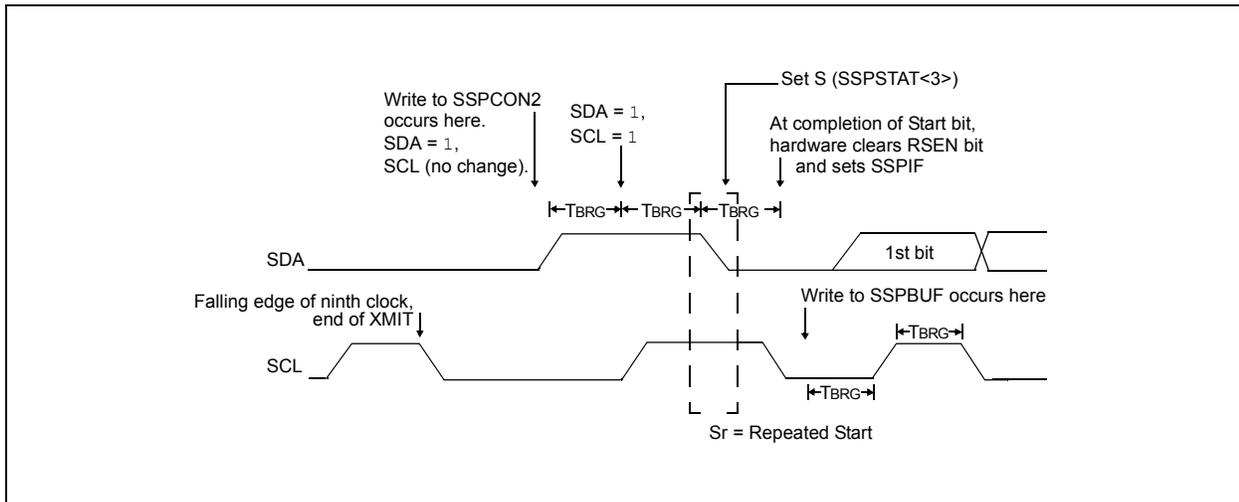 Set S (SSPSTAT<3>)
Write to SSPCON2
occurs here.
SDA = 1,
SCL (no change).
SDA = 1,
SCL = 1
At completion of Start bit,
hardware clears RSEN bit
and sets SSPIF
TBRG
TBRG
TBRG
SDA
1st bit
Falling edge of ninth clock,
end of XMIT
Write to SSPBUF occurs here
TBRG
SCL
TBRG
Sr = Repeated Start